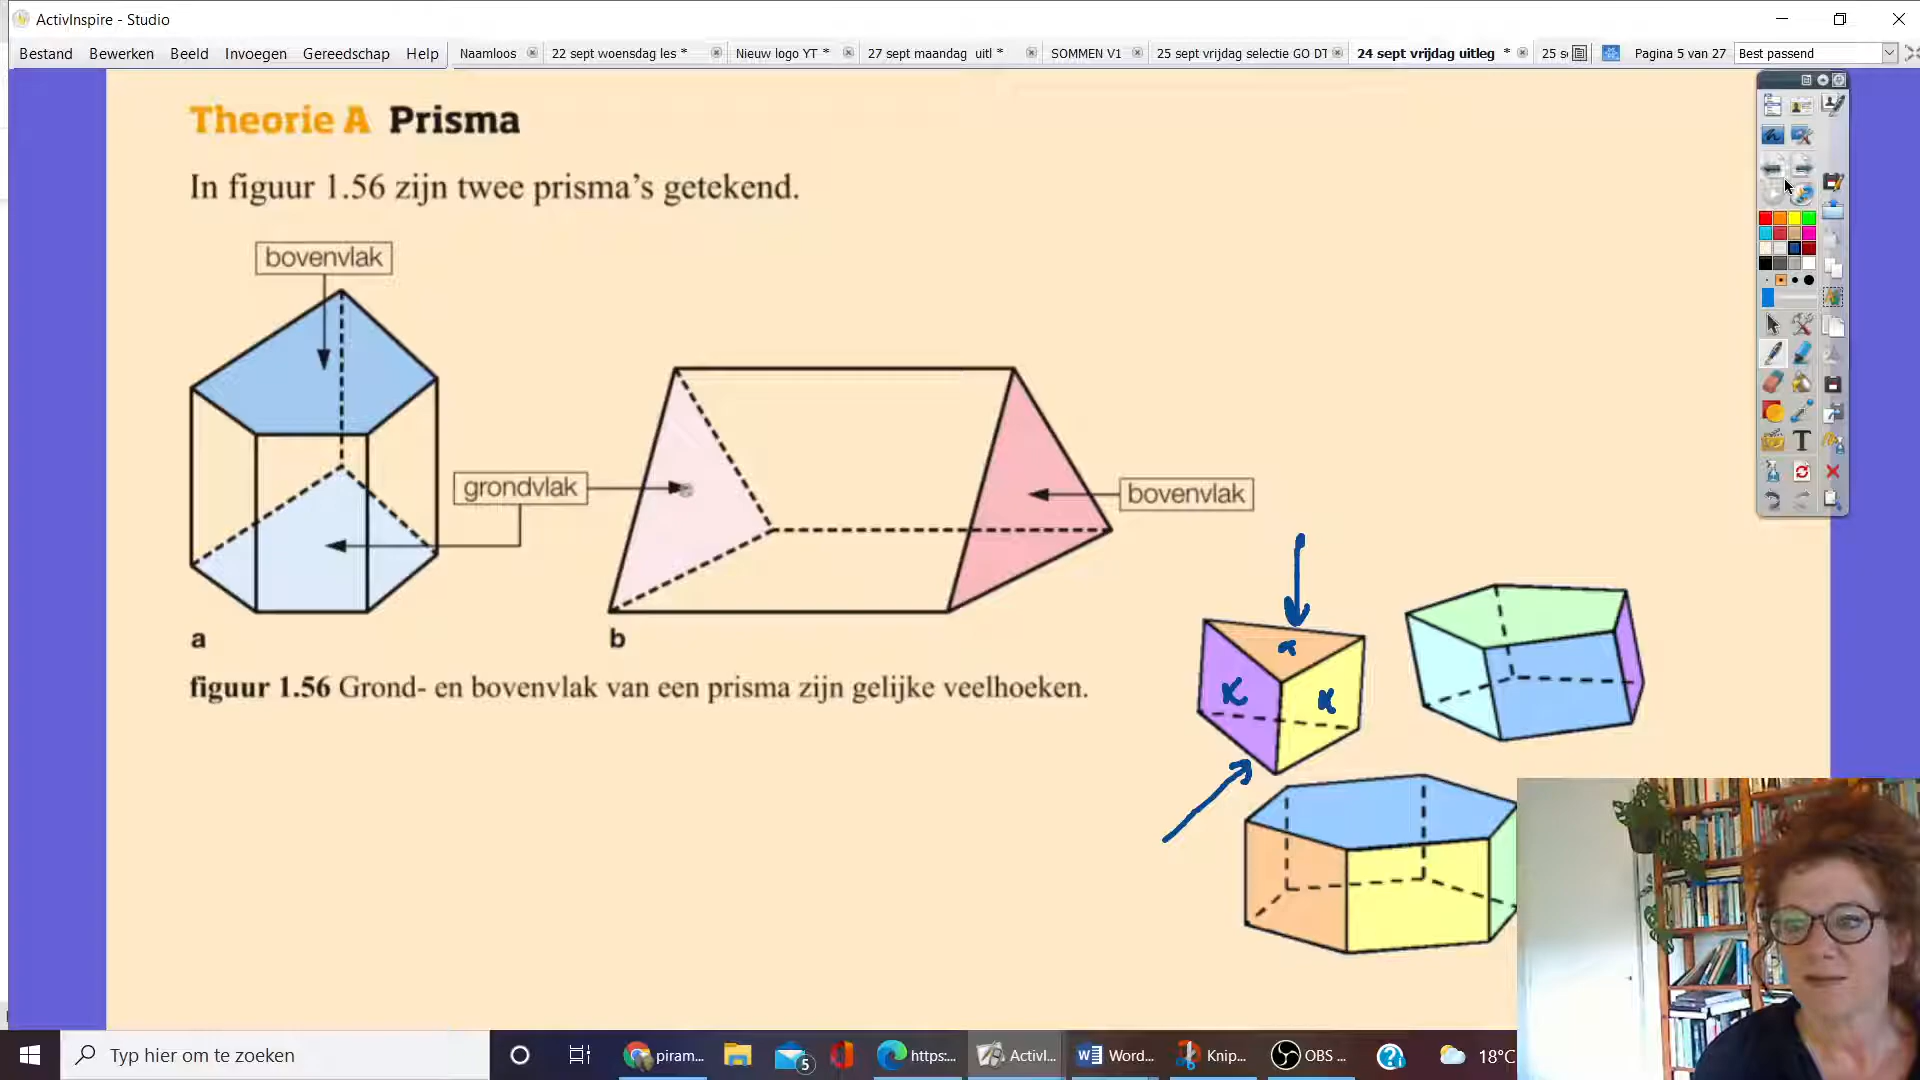 ActivInspire - Studio
Bestand Bewerken Beeld Invoegen Gereedschap Help
Naamloos 22 sept woensdag les * Nieuw logo YT * 27 sept maandag uitl * SOMMEN V1 25 sept vrijdag selectie GO DT 24 sept vrijdag uitleg * 25 s Pagina 5 van 27 Best passend
Theorie A Prisma
In figuur 1.56 zijn twee prisma's getekend.
bovenvlak
grondvlak
bovenvlak
a
b
figuur 1.56 Grond- en bovenvlak van een prisma zijn gelijke veelhoeken.
T
Typ hier om te zoeken
piram...
5
https:...
ActivI...
Word...
Knip...
OBS ...
18°C